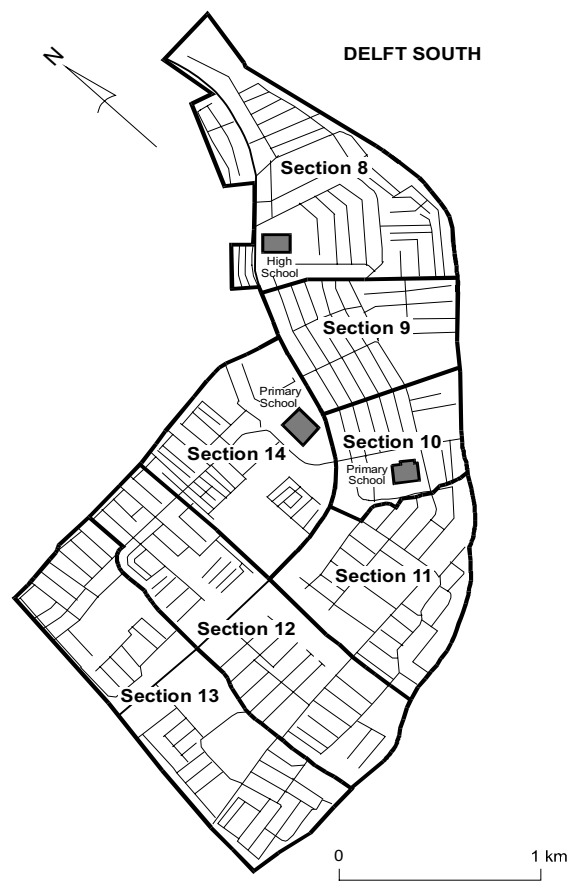 N
DELFT SOUTH
Section 8
High
School
Section 9
Primary
School
Section 10
Section 14
Primary
School
Section 11
Section 12
Section 13
0 1 km